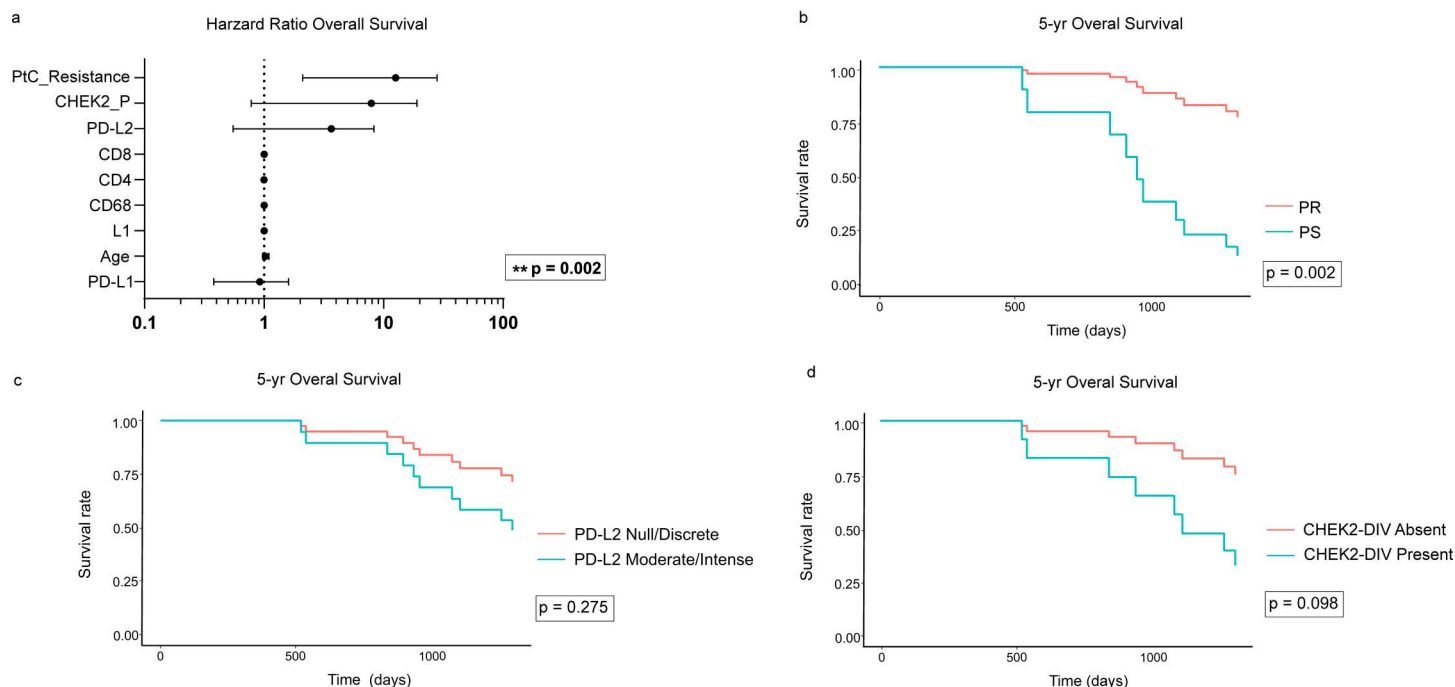 a
Harzard Ratio Overall Survival
PtC_Resistance
CHEK2_P
PD-L2
CD8
CD4
CD68
L1
Age
PD-L1
** p = 0.002
0.1
1
10
100
b
5-yr Overal Survival
Survival rate
1.00
0.75
0.50
0.25
0.00
PR
PS
p = 0.002
0
500
1000
Time (days)
c
5-yr Overal Survival
Survival rate
1.00
0.75
0.50
0.25
0.00
PD-L2 Null/Discrete
PD-L2 Moderate/Intense
p = 0.275
0
500
1000
Time (days)
d
5-yr Overal Survival
Survival rate
1.00
0.75
0.50
0.25
0.00
CHEK2-DIV Absent
CHEK2-DIV Present
p = 0.098
0
500
1000
Time (days)